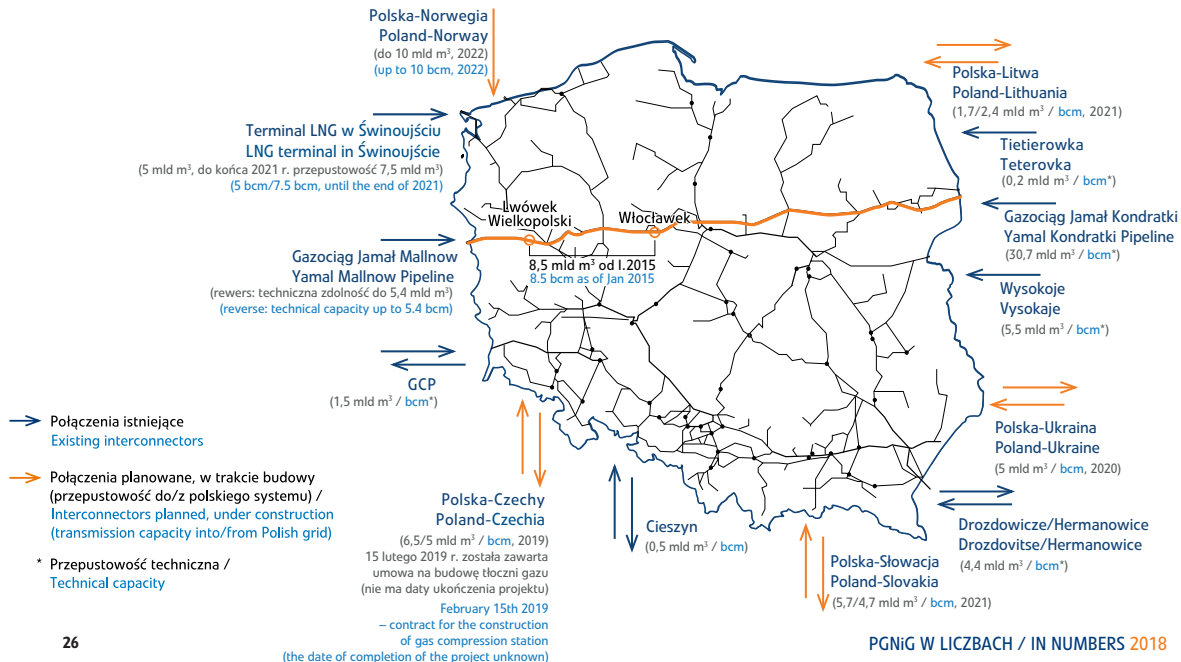 Polska-Norwegia
Poland-Norway
(do 10 mld m³, 2022)
(up to 10 bcm, 2022)
Polska-Litwa
Poland-Lithuania
(1,7/2,4 mld m³ / bcm, 2021)
Terminal LNG w Świnoujściu
LNG terminal in Świnoujście
(5 mld m³, do końca 2021 r. przepustowość 7,5 mld m³)
(5 bcm/7.5 bcm, until the end of 2021)
Tietierowka
Teterovka
(0,2 mld m³ / bcm*)
Lwówek
Wielkopolski
Włocławek
8,5 mld m³ od I.2015
8.5 bcm as of Jan 2015
Gazociąg Jamał Kondratki
Yamal Kondratki Pipeline
(30,7 mld m³ / bcm*)
Gazociąg Jamał Mallnow
Yamal Mallnow Pipeline
(rewers: techniczna zdolność do 5,4 mld m³)
(reverse: technical capacity up to 5.4 bcm)
Wysokoje
Vysokaje
(5,5 mld m³ / bcm*)
GCP
(1,5 mld m³ / bcm*)
Połączenia istniejące
Existing interconnectors
Połączenia planowane, w trakcie budowy
(przepustowość do/z polskiego systemu) /
Interconnectors planned, under construction
(transmission capacity into/from Polish grid)
* Przepustowość techniczna /
Technical capacity
Polska-Ukraina
Poland-Ukraine
(5 mld m³ / bcm, 2020)
Polska-Czechy
Poland-Czechia
(6,5/5 mld m³ / bcm, 2019)
15 lutego 2019 r. została zawarta
umowa na budowę tłoczni gazu
(nie ma daty ukończenia projektu)
February 15th 2019
– contract for the construction
of gas compression station
(the date of completion of the project unknown)
Cieszyn
(0,5 mld m³ / bcm)
Drozdowicze/Hermanowice
Drozdovitse/Hermanowice
(4,4 mld m³ / bcm*)
Polska-Słowacja
Poland-Slovakia
(5,7/4,7 mld m³ / bcm, 2021)
26
PGNiG W LICZBACH / IN NUMBERS 2018